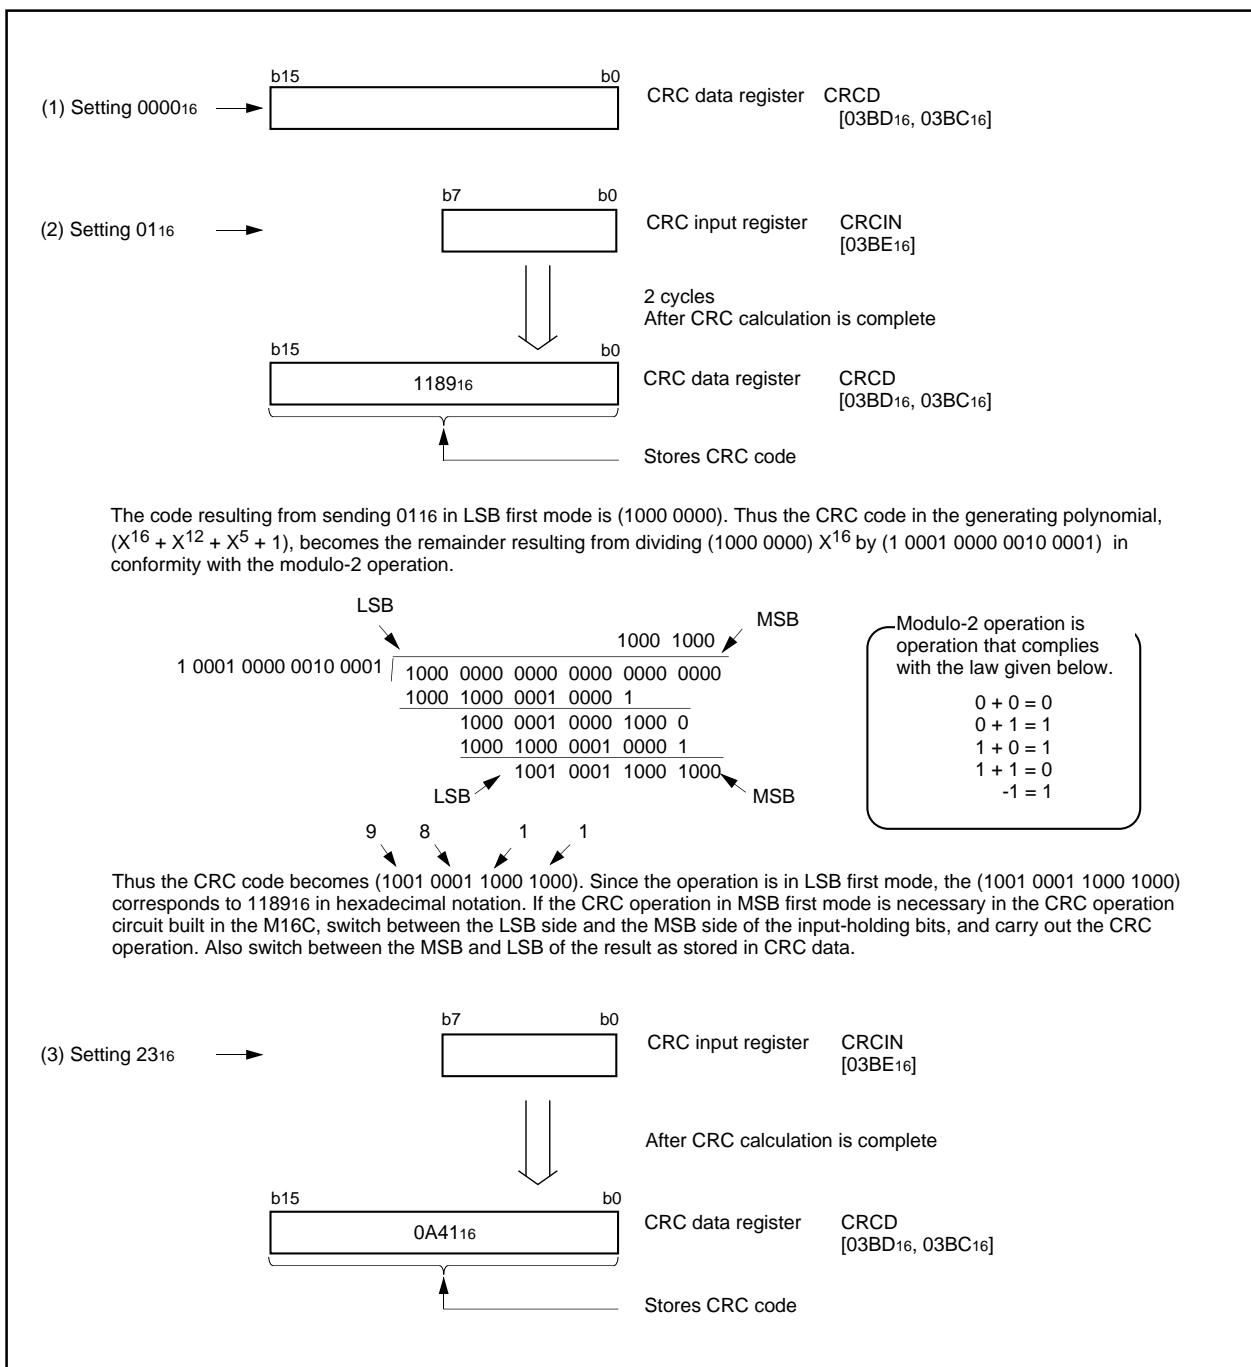 b15 b0
(1) Setting 000016
CRC data register CRCD
[03BD16, 03BC16]
b7 b0
(2) Setting 0116
CRC input register CRCIN
[03BE16]
2 cycles
After CRC calculation is complete
b15 b0
118916
CRC data register CRCD
[03BD16, 03BC16]
Stores CRC code
The code resulting from sending 0116 in LSB first mode is (1000 0000). Thus the CRC code in the generating polynomial,
(X16 + X12 + X5 + 1), becomes the remainder resulting from dividing (1000 0000) X16 by (1 0001 0000 0010 0001) in
conformity with the modulo-2 operation.
LSB
MSB
1000 1000
1 0001 0000 0010 0001
1000 0000 0000 0000 0000 0000
1000 1000 0001 0000 1
1000 0001 0000 1000 0
1000 1000 0001 0000 1
1001 0001 1000 1000
LSB
MSB
Modulo-2 operation is
operation that complies
with the law given below.
0 + 0 = 0
0 + 1 = 1
1 + 0 = 1
1 + 1 = 0
-1 = 1
9 8 1 1
Thus the CRC code becomes (1001 0001 1000 1000). Since the operation is in LSB first mode, the (1001 0001 1000 1000)
corresponds to 118916 in hexadecimal notation. If the CRC operation in MSB first mode is necessary in the CRC operation
circuit built in the M16C, switch between the LSB side and the MSB side of the input-holding bits, and carry out the CRC
operation. Also switch between the MSB and LSB of the result as stored in CRC data.
b7 b0
(3) Setting 2316
CRC input register CRCIN
[03BE16]
After CRC calculation is complete
b15 b0
0A4116
CRC data register CRCD
[03BD16, 03BC16]
Stores CRC code